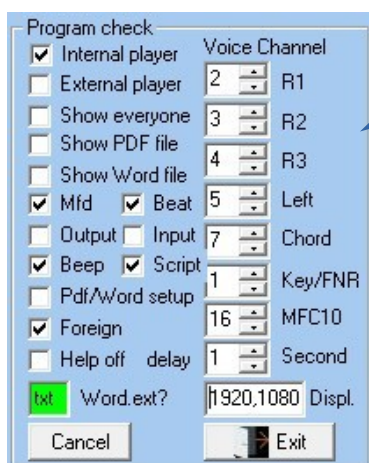 Program check
Internal player Voice Channel
External player 2 R1
Show everyone 3 R2
Show PDF file
Show Word file 4 R3
Mfd Beat 5 Left
Output Input 7 Chord
Beep Script 1 Key/FNR
Pdf/Word setup
Foreign 16 MFC10
Help off delay 1 Second
txt Word.ext? 1920,1080 Displ.
Cancel Exit